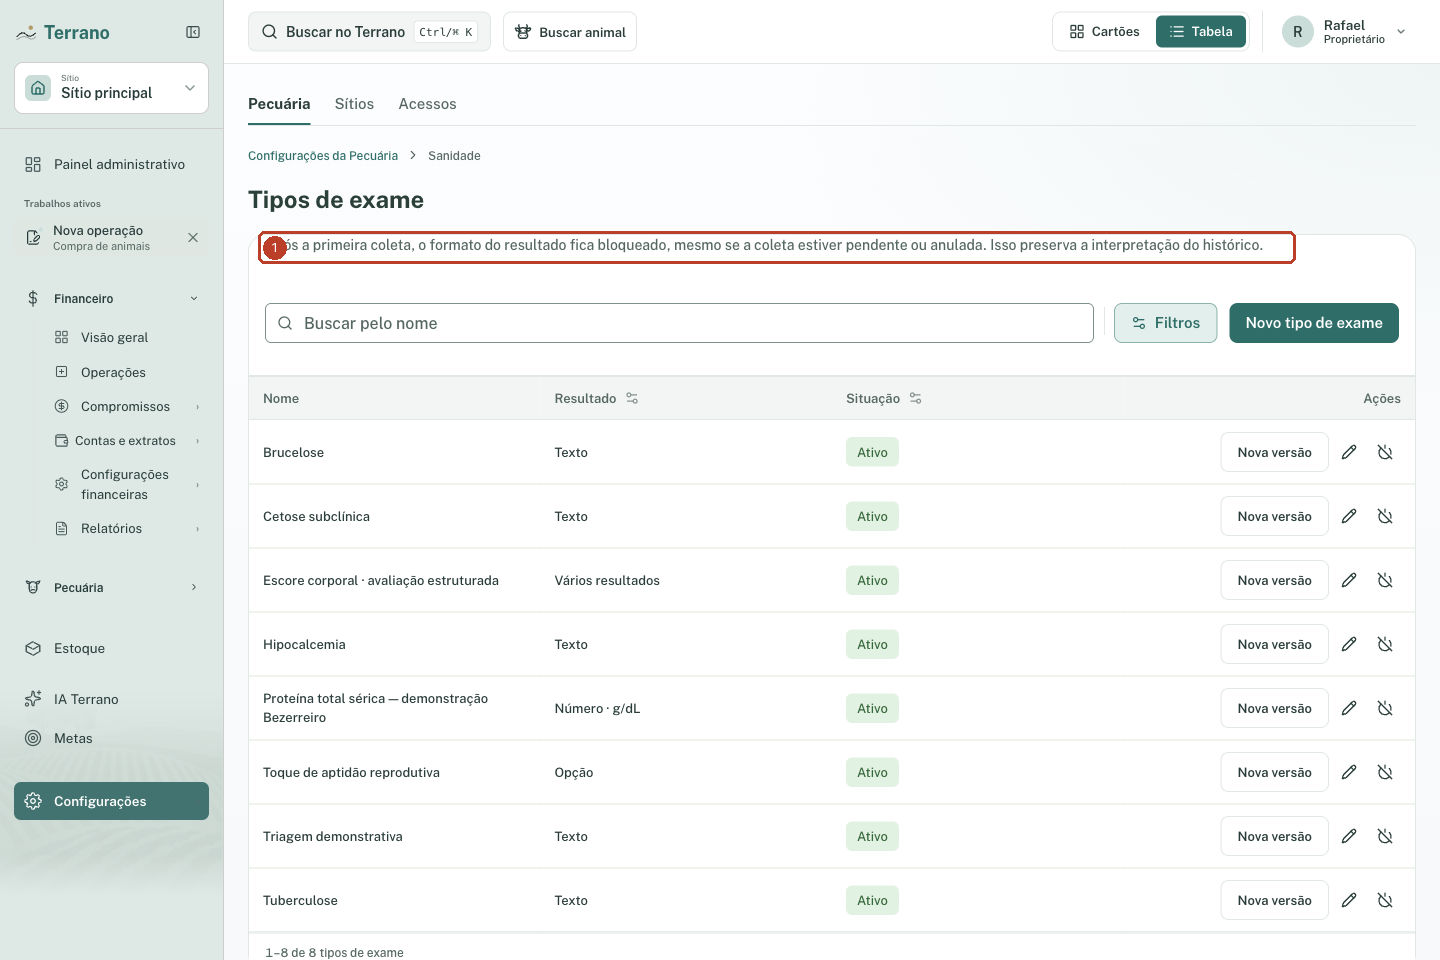 Terrano
Buscar no Terrano Ctrl/⌘ K
Buscar animal
Cartões
Tabela
R
Rafael
Proprietário
Sítio
Sítio principal
Painel administrativo
Trabalhos ativos
Nova operação
Compra de animais
Financeiro
Visão geral
Operações
Compromissos
Contas e extratos
Configurações
financeiras
Relatórios
Pecuária
Estoque
IA Terrano
Metas
Configurações
Pecuária Sítios Acessos
Configurações da Pecuária > Sanidade
Tipos de exame
1
a primeira coleta, o formato do resultado fica bloqueado, mesmo se a coleta estiver pendente ou anulada. Isso preserva a interpretação do histórico.
Buscar pelo nome
Filtros
Novo tipo de exame
Nome Resultado Situação Ações
Brucelose Texto Ativo Nova versão
Cetose subclínica Texto Ativo Nova versão
Escore corporal · avaliação estruturada Vários resultados Ativo Nova versão
Hipocalcemia Texto Ativo Nova versão
Proteína total sérica — demonstração
Bezerreiro Número · g/dL Ativo Nova versão
Toque de aptidão reprodutiva Opção Ativo Nova versão
Triagem demonstrativa Texto Ativo Nova versão
Tuberculose Texto Ativo Nova versão
1–8 de 8 tipos de exame